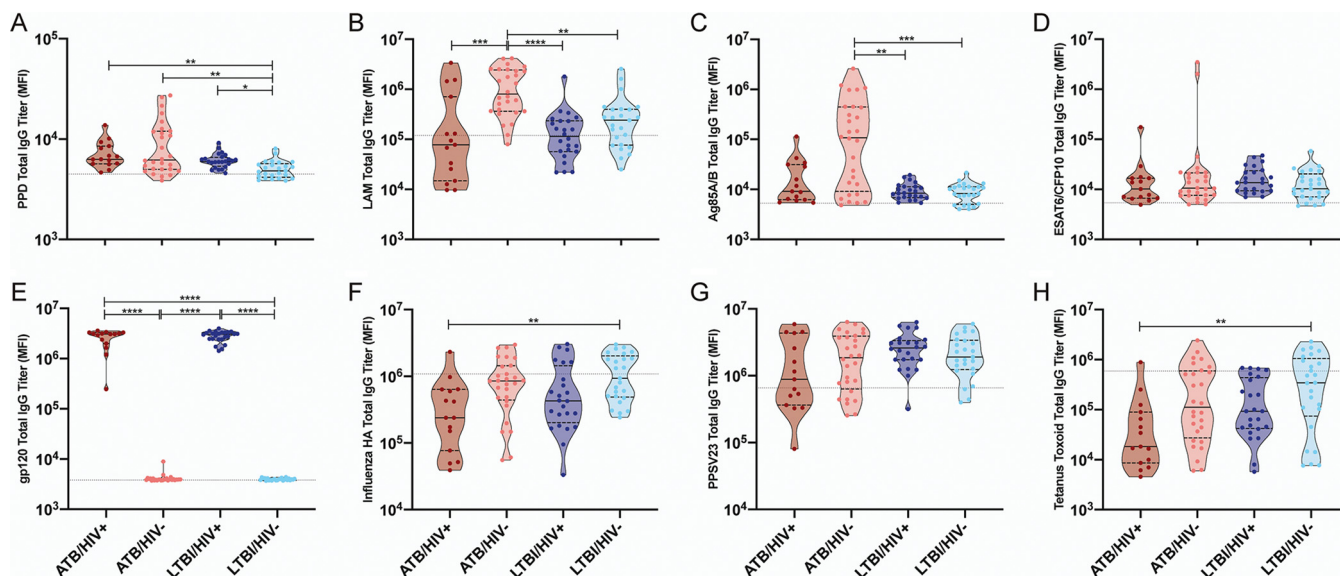 A
PPD Total IgG Titer (MFI)
10^5
10^4
10^3
**
**
*
B
LAM Total IgG Titer (MFI)
10^7
10^6
10^5
10^4
10^3
***
**
****
C
Ag85A/B Total IgG Titer (MFI)
10^7
10^6
10^5
10^4
10^3
***
**
D
ESAT6/CFP10 Total IgG Titer (MFI)
10^7
10^6
10^5
10^4
10^3
E
gp120 Total IgG Titer (MFI)
10^7
10^6
10^5
10^4
10^3
****
**** **** ****
ATB/HIV+ ATB/HIV- LTBI/HIV+ LTBI/HIV-
F
Influenza HA Total IgG Titer (MFI)
10^7
10^6
10^5
10^4
**
ATB/HIV+ ATB/HIV- LTBI/HIV+ LTBI/HIV-
G
PPSV23 Total IgG Titer (MFI)
10^7
10^6
10^5
10^4
ATB/HIV+ ATB/HIV- LTBI/HIV+ LTBI/HIV-
H
Tetanus Toxoid Total IgG Titer (MFI)
10^7
10^6
10^5
10^4
10^3
**
ATB/HIV+ ATB/HIV- LTBI/HIV+ LTBI/HIV-